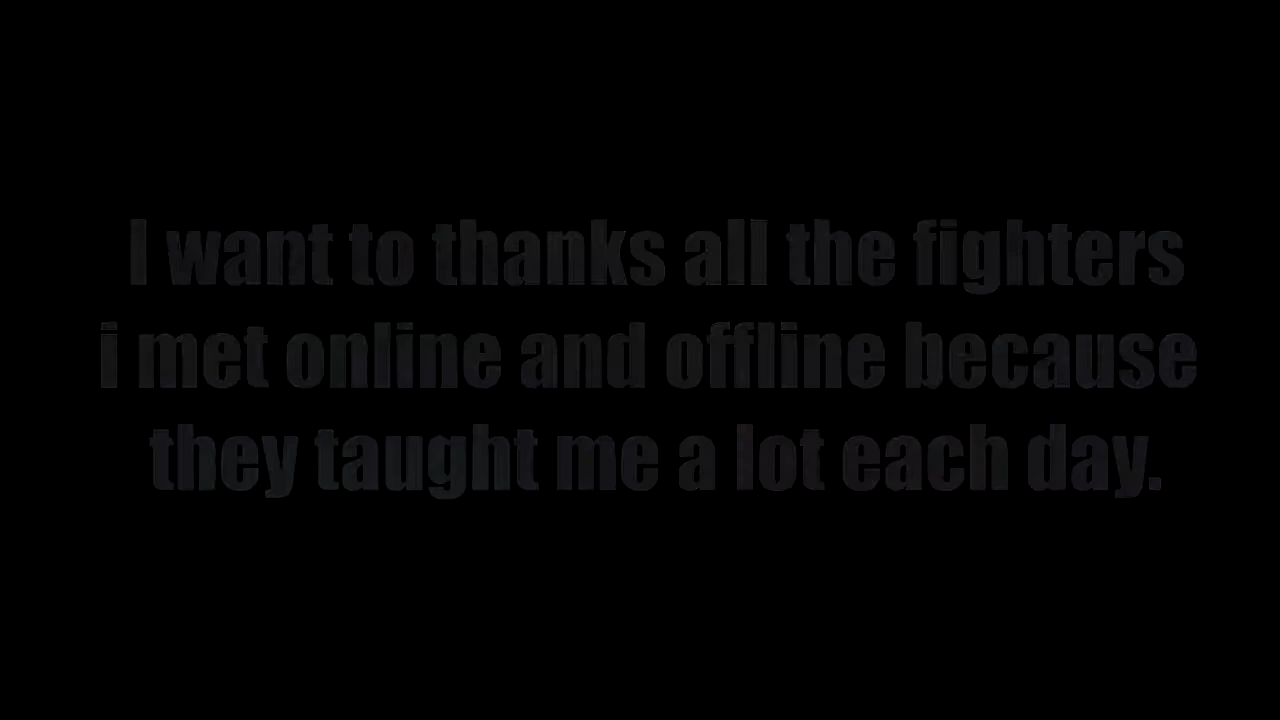 I want to thanks all the fighters
i met online and offline because
they taught me a lot each day.